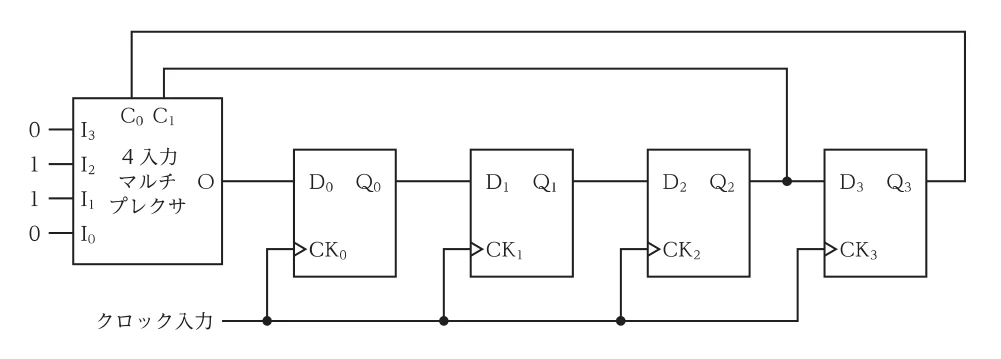 C₀ C₁
0 I₃
1 I₂
1 I₁
0 I₀
4入力
マルチ
プレクサ
O
D₀ Q₀
CK₀
D₁ Q₁
CK₁
D₂ Q₂
CK₂
D₃ Q₃
CK₃
クロック入力